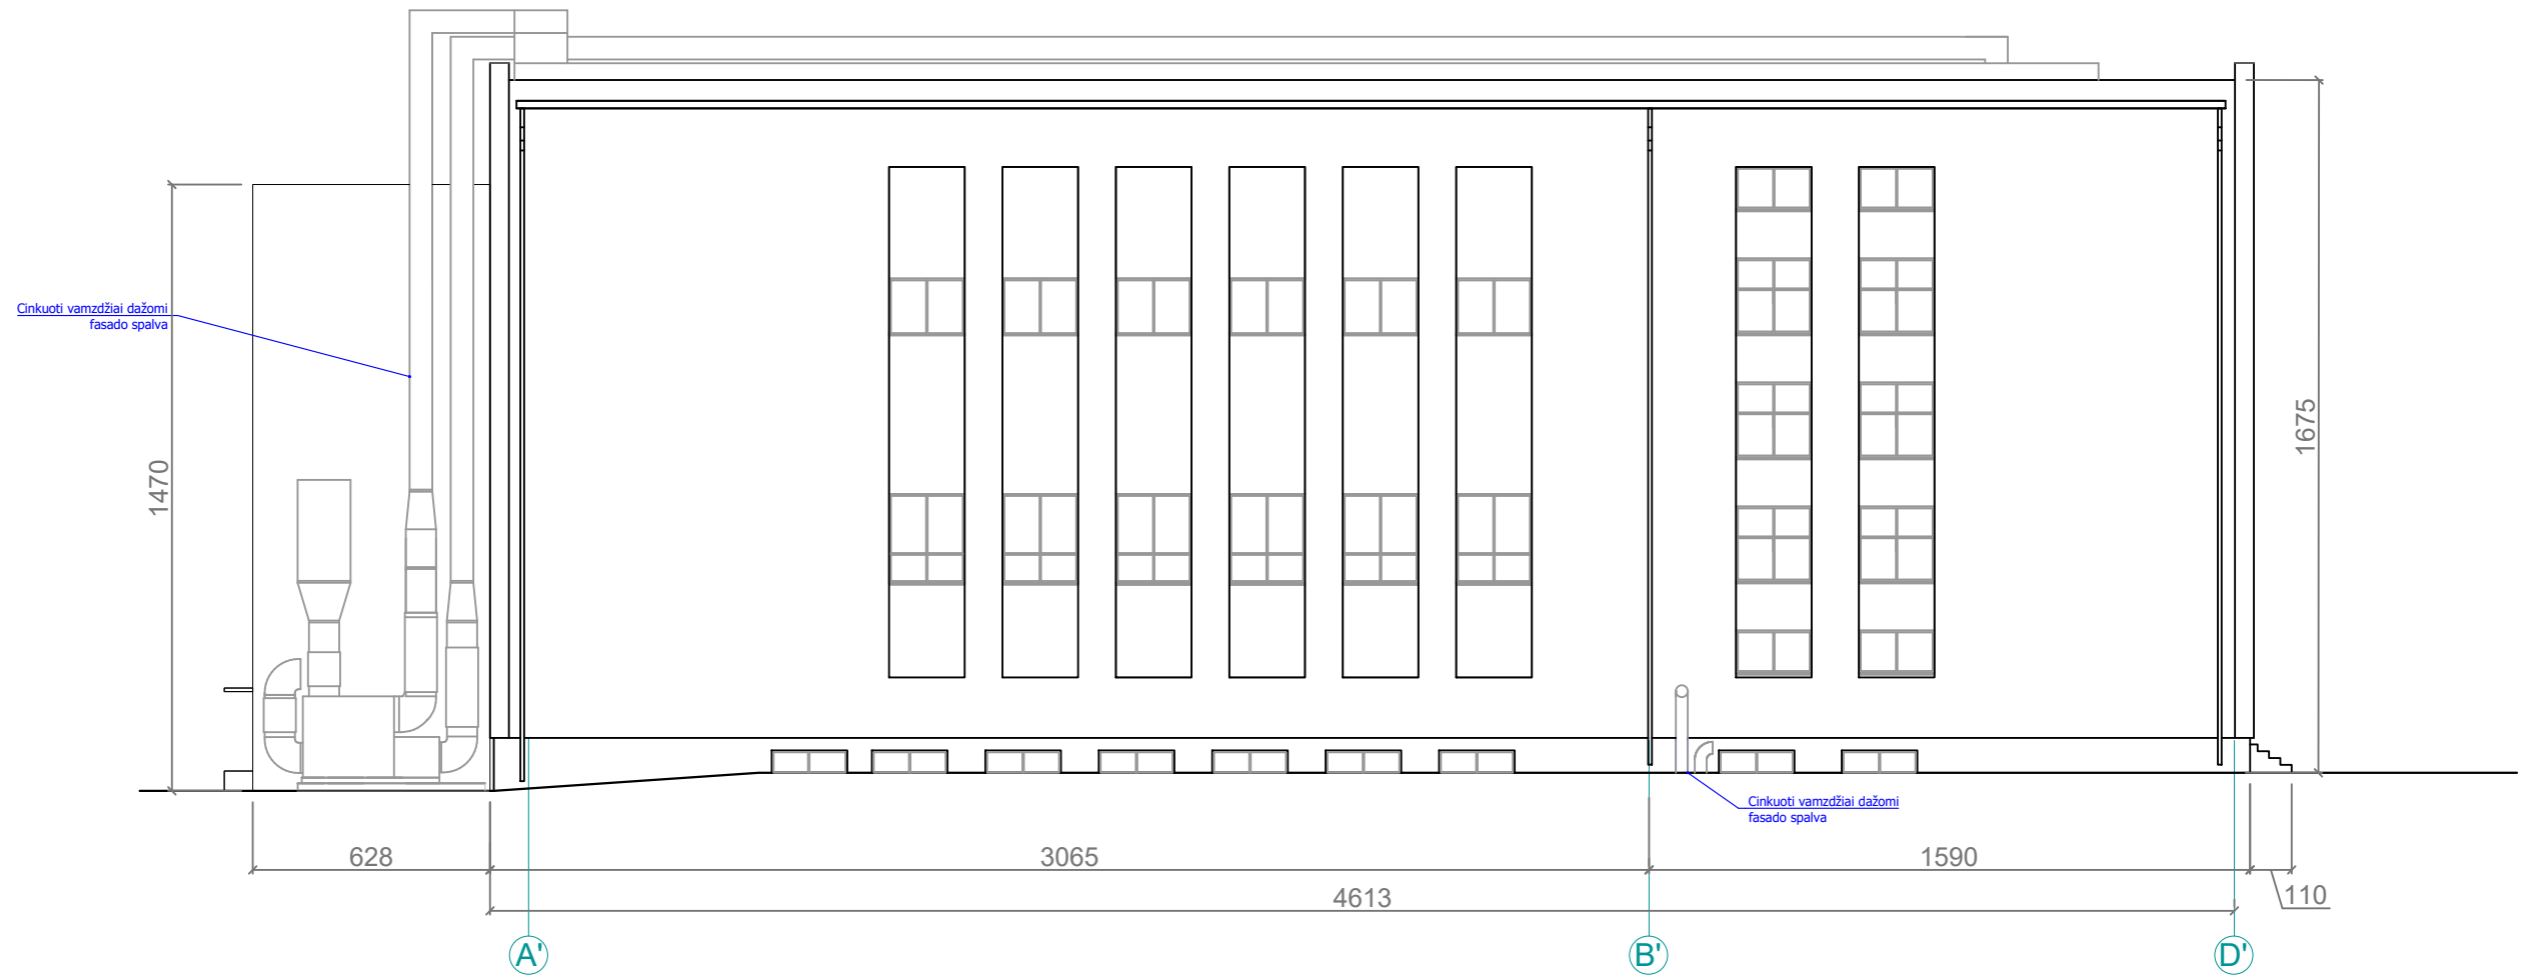 Cinkuoti vamzdžiai dažomi
fasado spalva
1470
1675
Cinkuoti vamzdžiai dažomi
fasado spalva
628
3065
1590
110
4613
A'
B'
D'